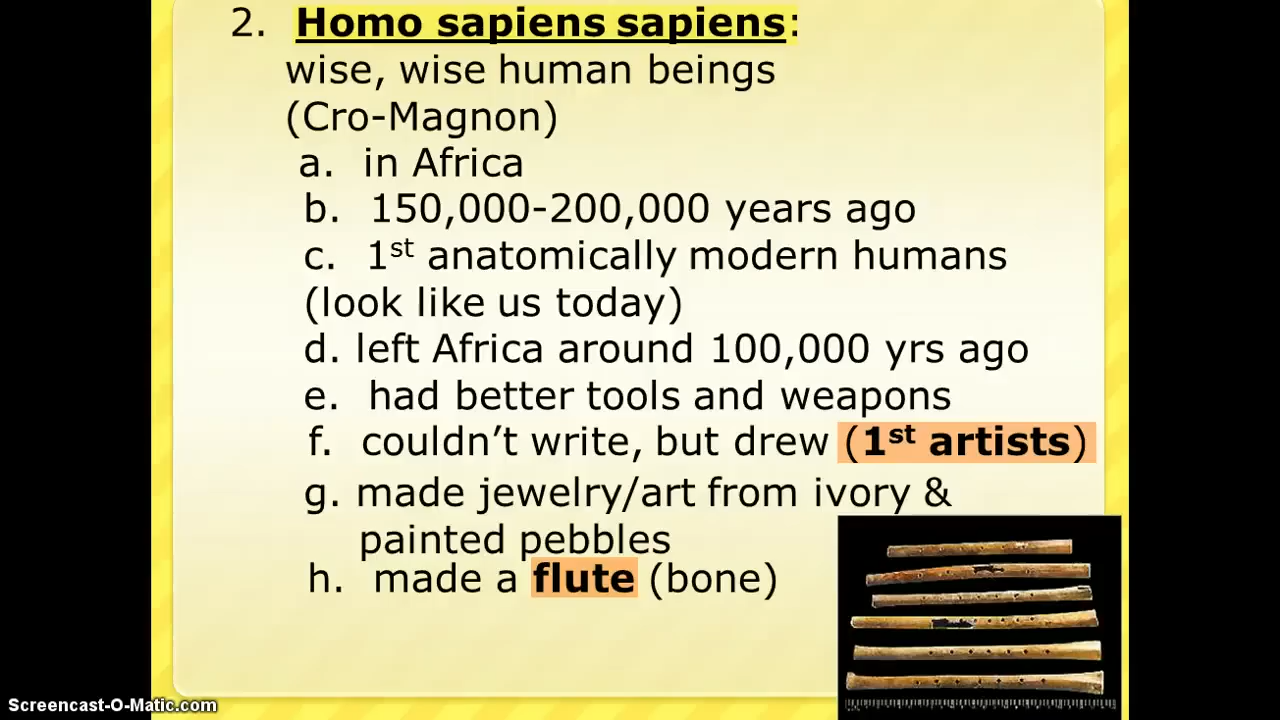 2. Homo sapiens sapiens:
wise, wise human beings
(Cro-Magnon)
a. in Africa
b. 150,000-200,000 years ago
c. 1st anatomically modern humans
(look like us today)
d. left Africa around 100,000 yrs ago
e. had better tools and weapons
f. couldn't write, but drew (1st artists)
g. made jewelry/art from ivory &
painted pebbles
h. made a flute (bone)
Screencast-O-Matic.com